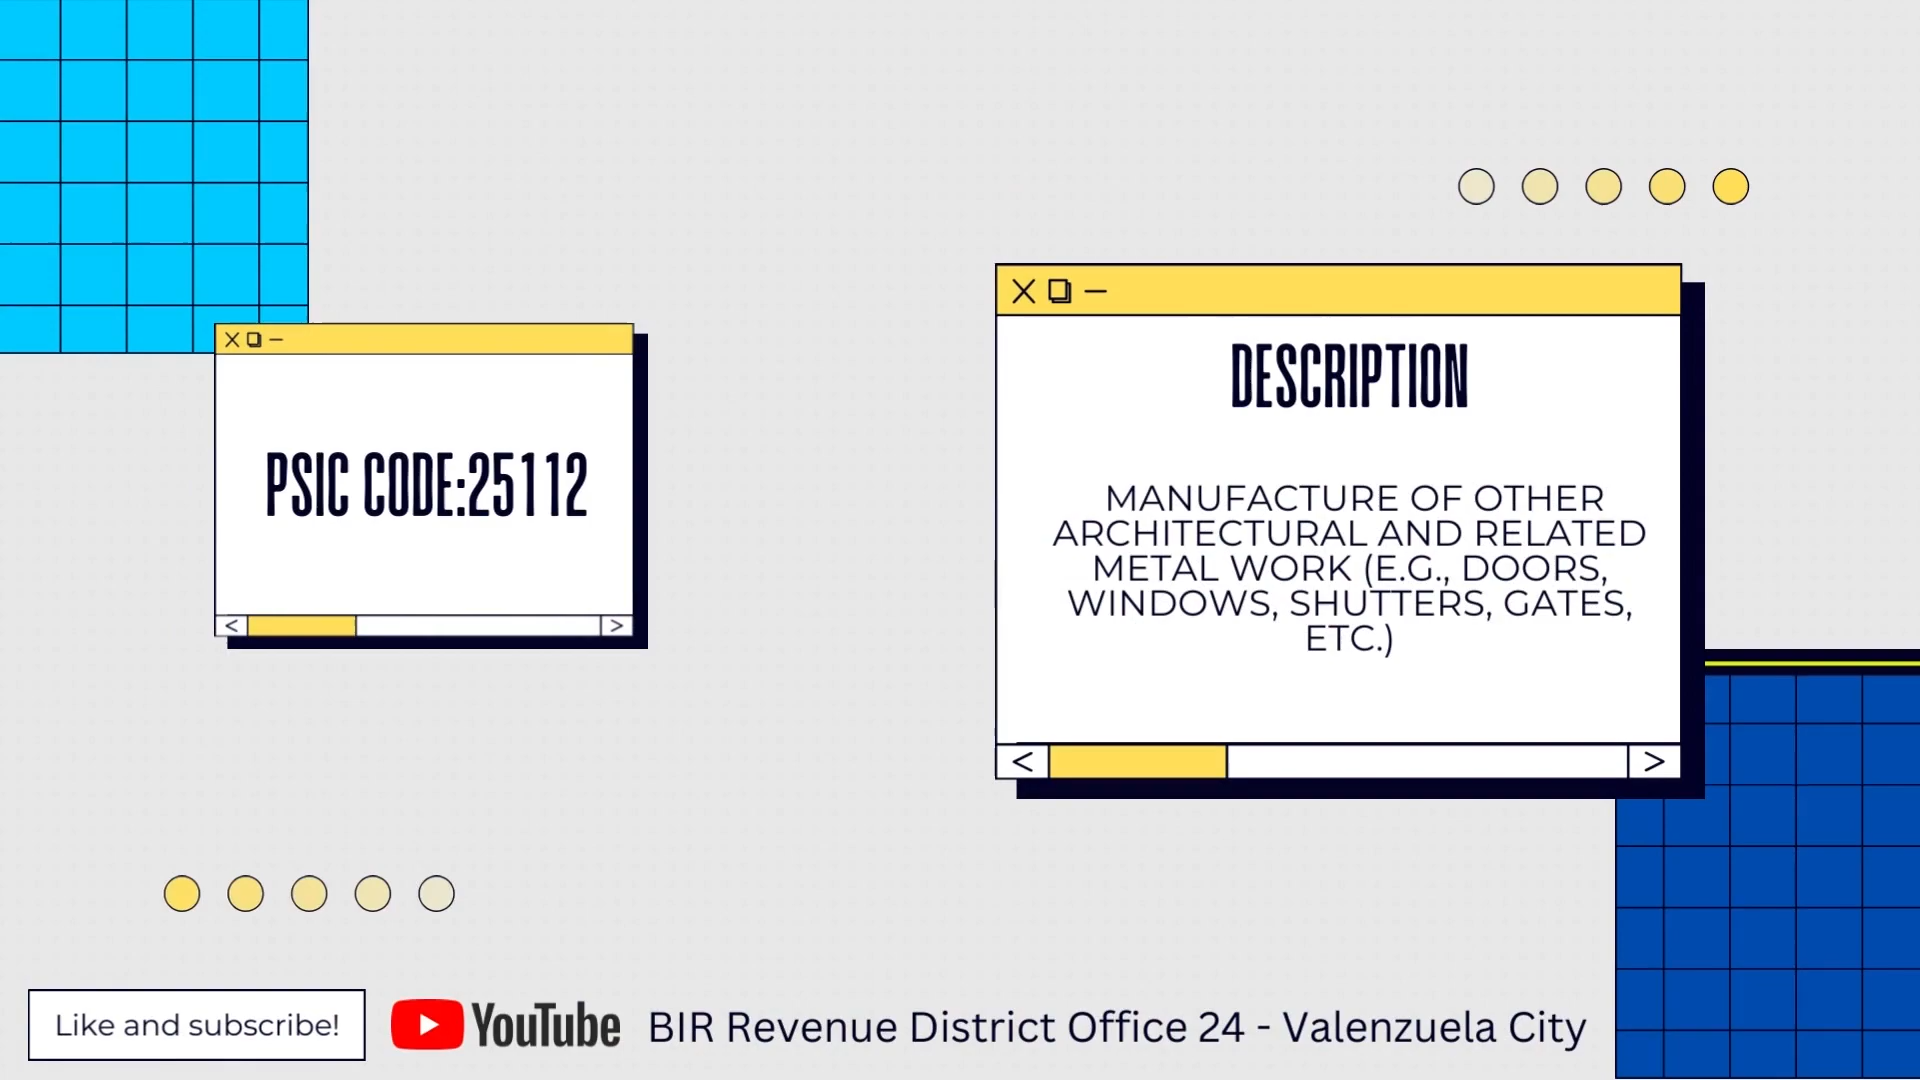 PSIC CODE:25112
DESCRIPTION
MANUFACTURE OF OTHER
ARCHITECTURAL AND RELATED
METAL WORK (E.G., DOORS,
WINDOWS, SHUTTERS, GATES,
ETC.)
Like and subscribe!
YouTube
BIR Revenue District Office 24 - Valenzuela City